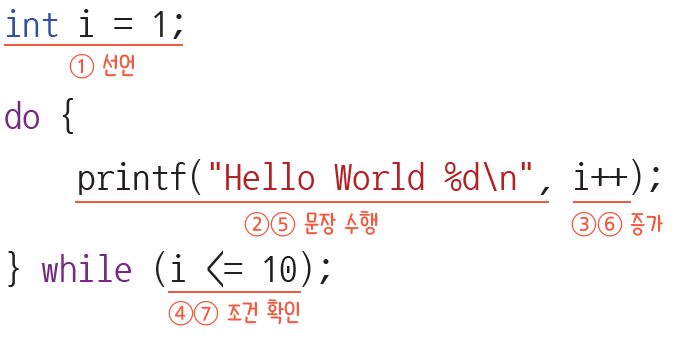 int i = 1;
① 선언
do {
printf("Hello World %d\n", i++);
②⑤ 문장 수행 ③⑥ 증가
} while (i <= 10);
④⑦ 조건 확인